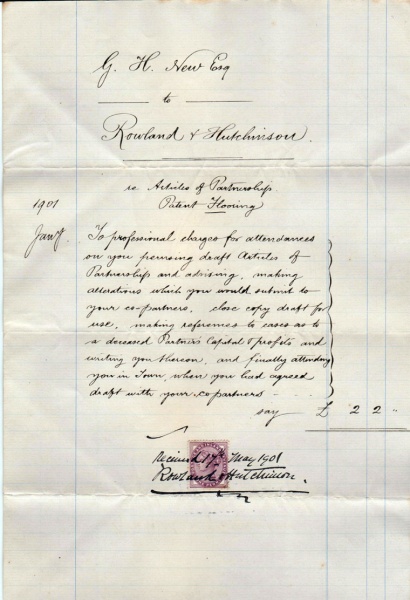 G. H. New Esq
to
Rowland & Hutchinson.
re Articles of Partnership
Patent Flooring
1901
Jany
To professional charges for attendances
on you perusing draft Articles of
Partnership and advising, making
alterations which you would submit to
your co-partners, close copy draft for
use, making references to cases as to
a deceased Partner's Capital & profits and
writing you thereon, and finally attending
you in Town, when you had agreed
draft with your co-partners
say £ 2 2 "
Received 17th May 1901
Rowland & Hutchinson.